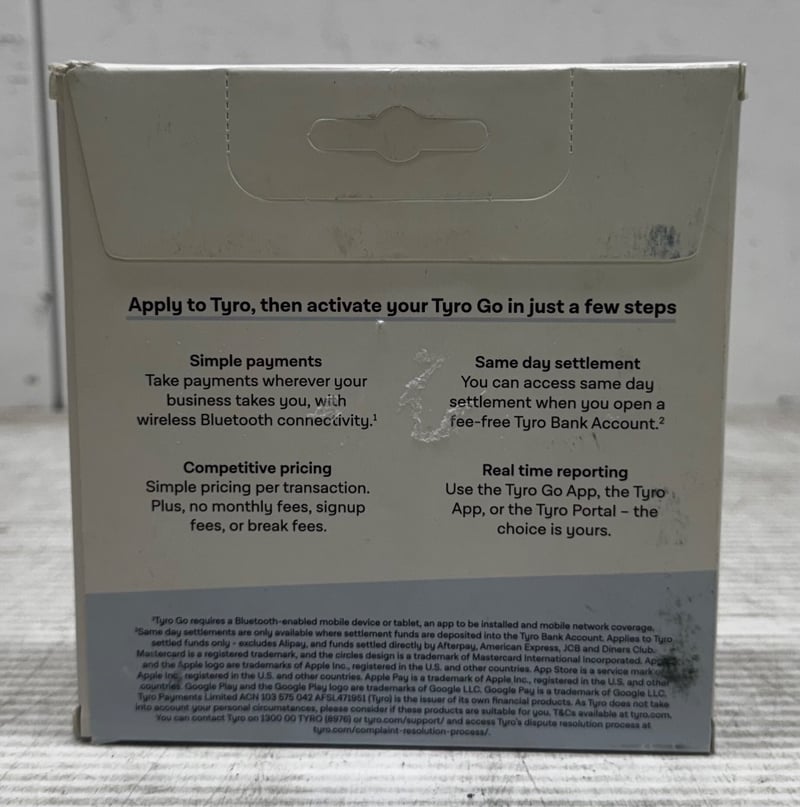 Apply to Tyro, then activate your Tyro Go in just a few steps
Simple payments
Take payments wherever your
business takes you, with
wireless Bluetooth connectivity.¹
Same day settlement
You can access same day
settlement when you open a
fee-free Tyro Bank Account.²
Competitive pricing
Simple pricing per transaction.
Plus, no monthly fees, signup
fees, or break fees.
Real time reporting
Use the Tyro Go App, the Tyro
App, or the Tyro Portal – the
choice is yours.
¹Tyro Go requires a Bluetooth-enabled mobile device or tablet, an app to be installed and mobile network coverage.
²Same day settlements are only available where settlement funds are deposited into the Tyro Bank Account. Applies to Tyro
settled funds only - excludes Alipay, and funds settled directly by Afterpay, American Express, JCB and Diners Club.
Mastercard is a registered trademark, and the circles design is a trademark of Mastercard International Incorporated. Apple
and the Apple logo are trademarks of Apple Inc., registered in the U.S. and other countries. App Store is a service mark of
Apple Inc., registered in the U.S. and other countries. Apple Pay is a trademark of Apple Inc., registered in the U.S. and other
countries. Google Play and the Google Play logo are trademarks of Google LLC. Google Pay is a trademark of Google LLC.
Tyro Payments Limited ACN 103 575 042 AFSL471951 (Tyro) is the issuer of its own financial products. As Tyro does not take
into account your personal circumstances, please consider if these products are suitable for you. T&Cs available at tyro.com.
You can contact Tyro on 1300 00 TYRO (8976) or tyro.com/support/ and access Tyro's dispute resolution process at
tyro.com/complaint-resolution-process/.